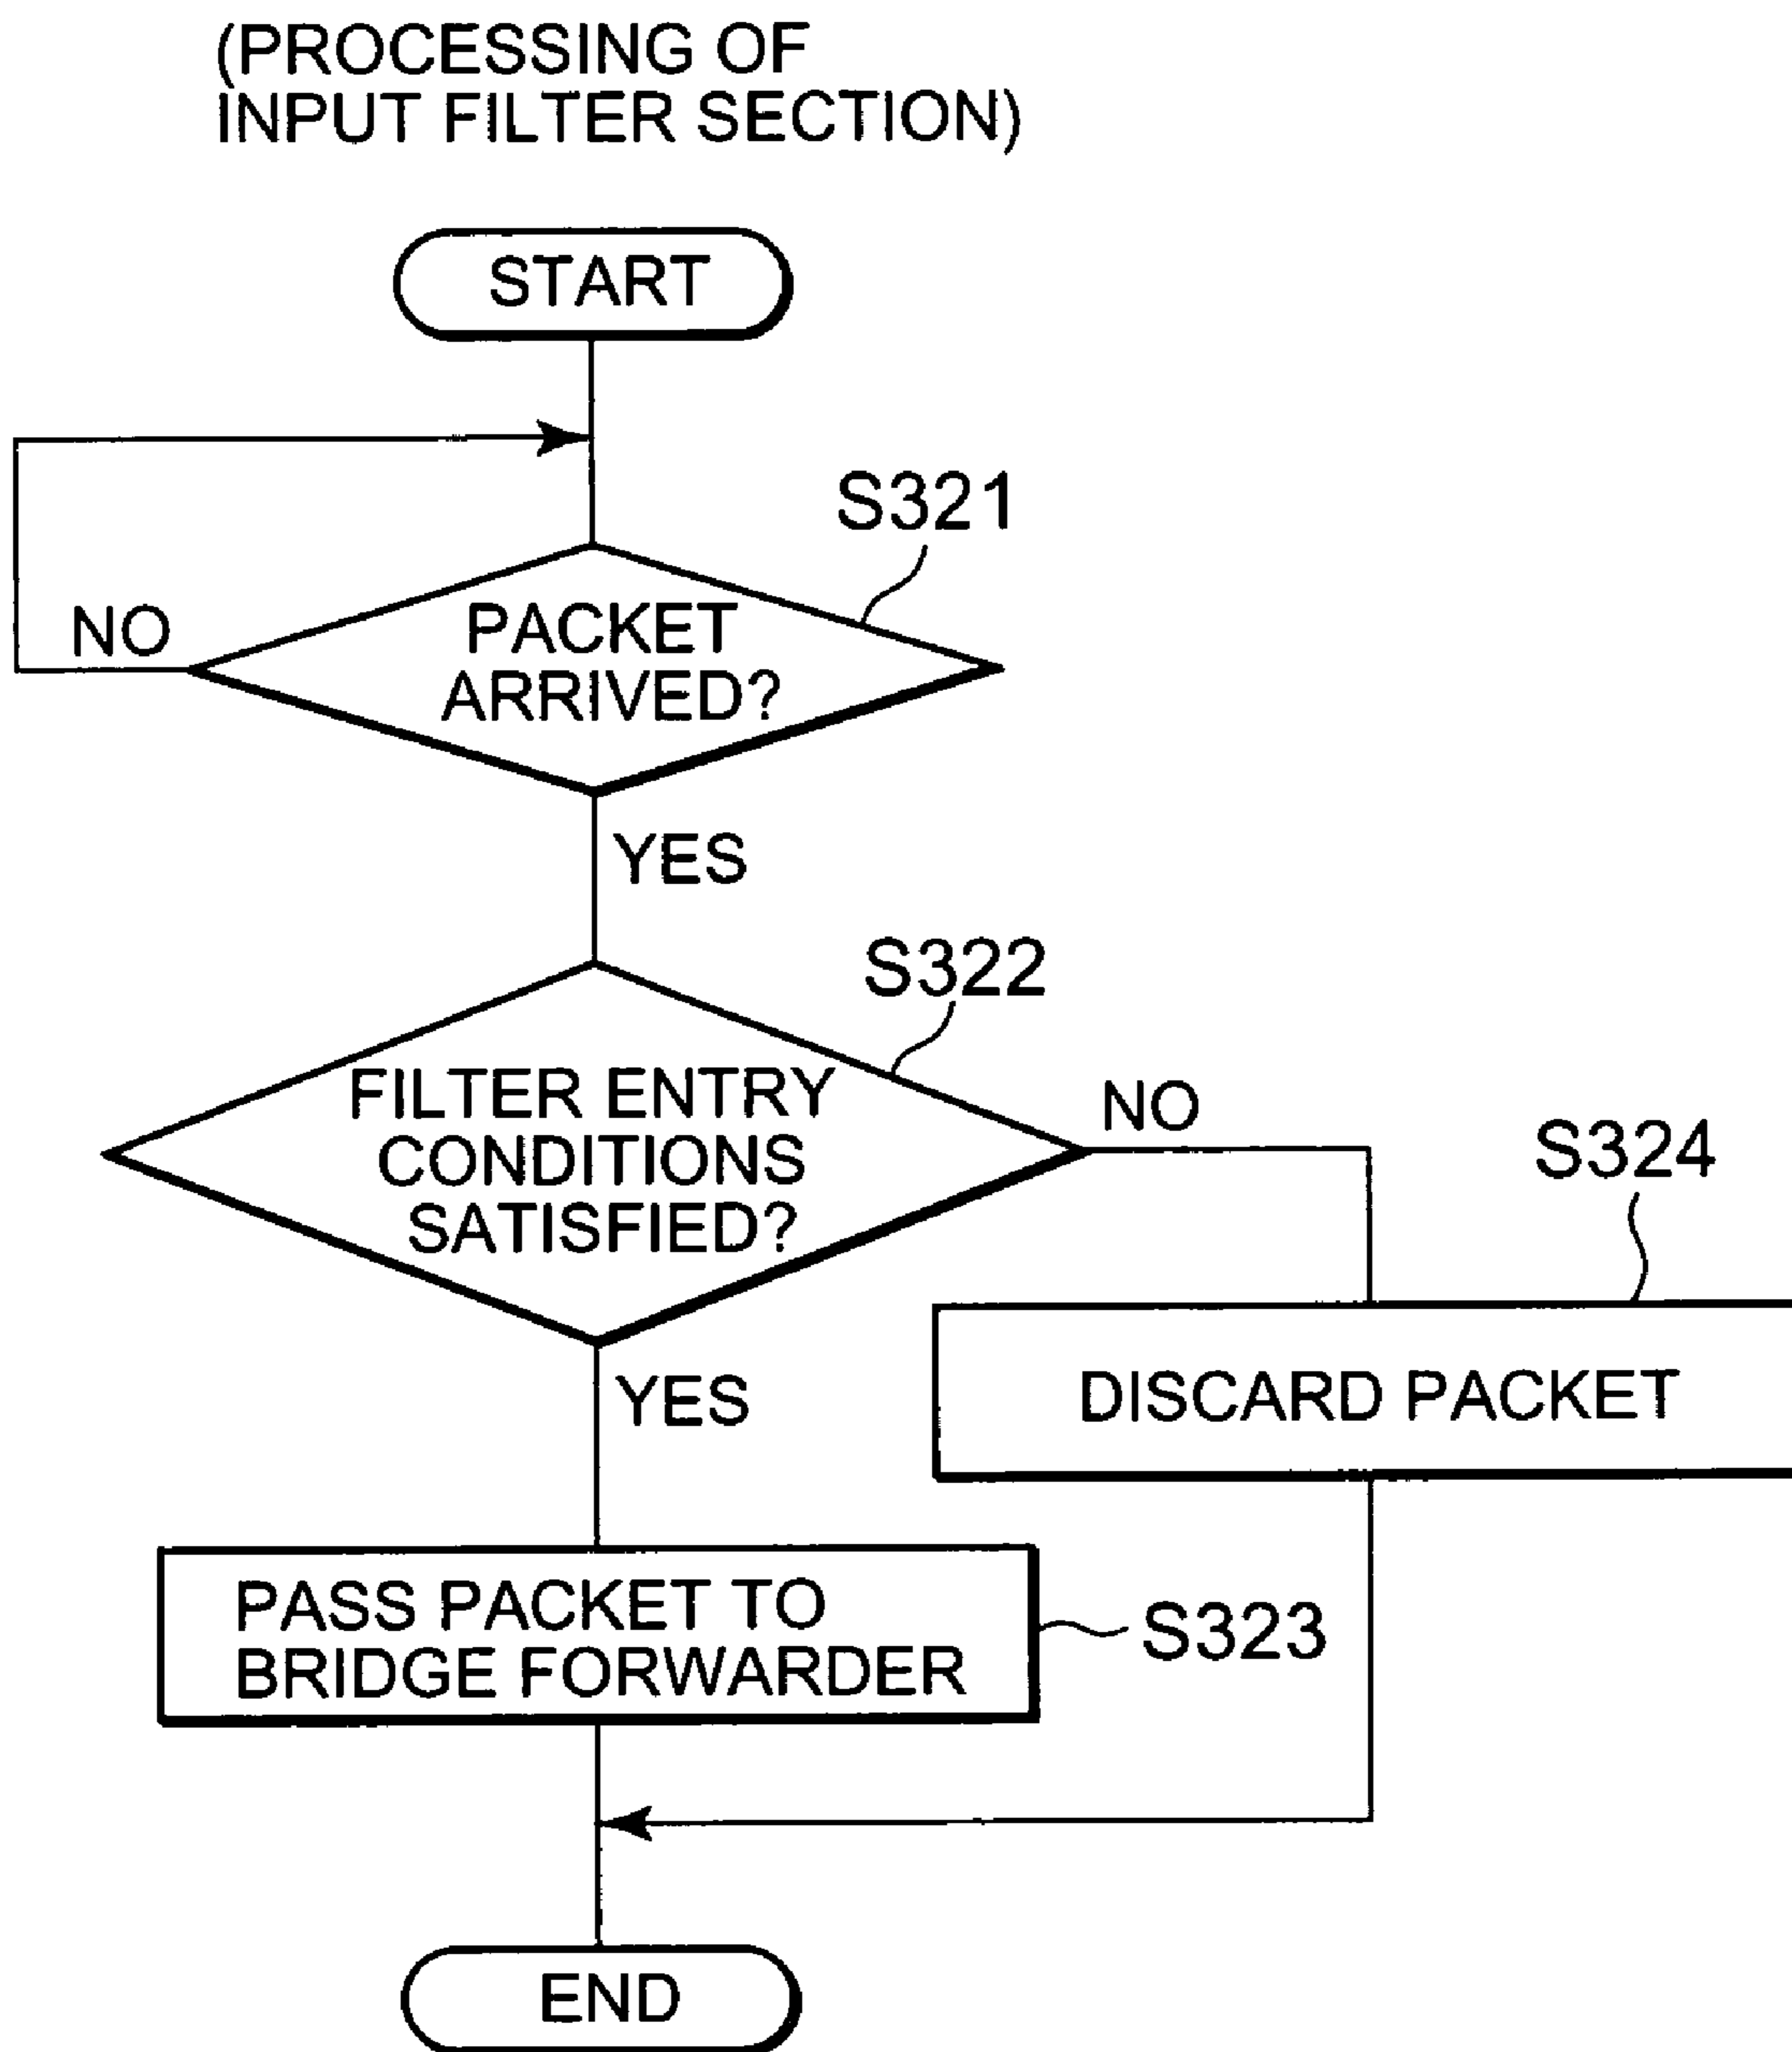 (PROCESSING OF
INPUT FILTER SECTION)
START
S321
NO
PACKET
ARRIVED?
YES
S322
FILTER ENTRY
CONDITIONS
SATISFIED?
NO
S324
YES
DISCARD PACKET
PASS PACKET TO
BRIDGE FORWARDER
S323
END